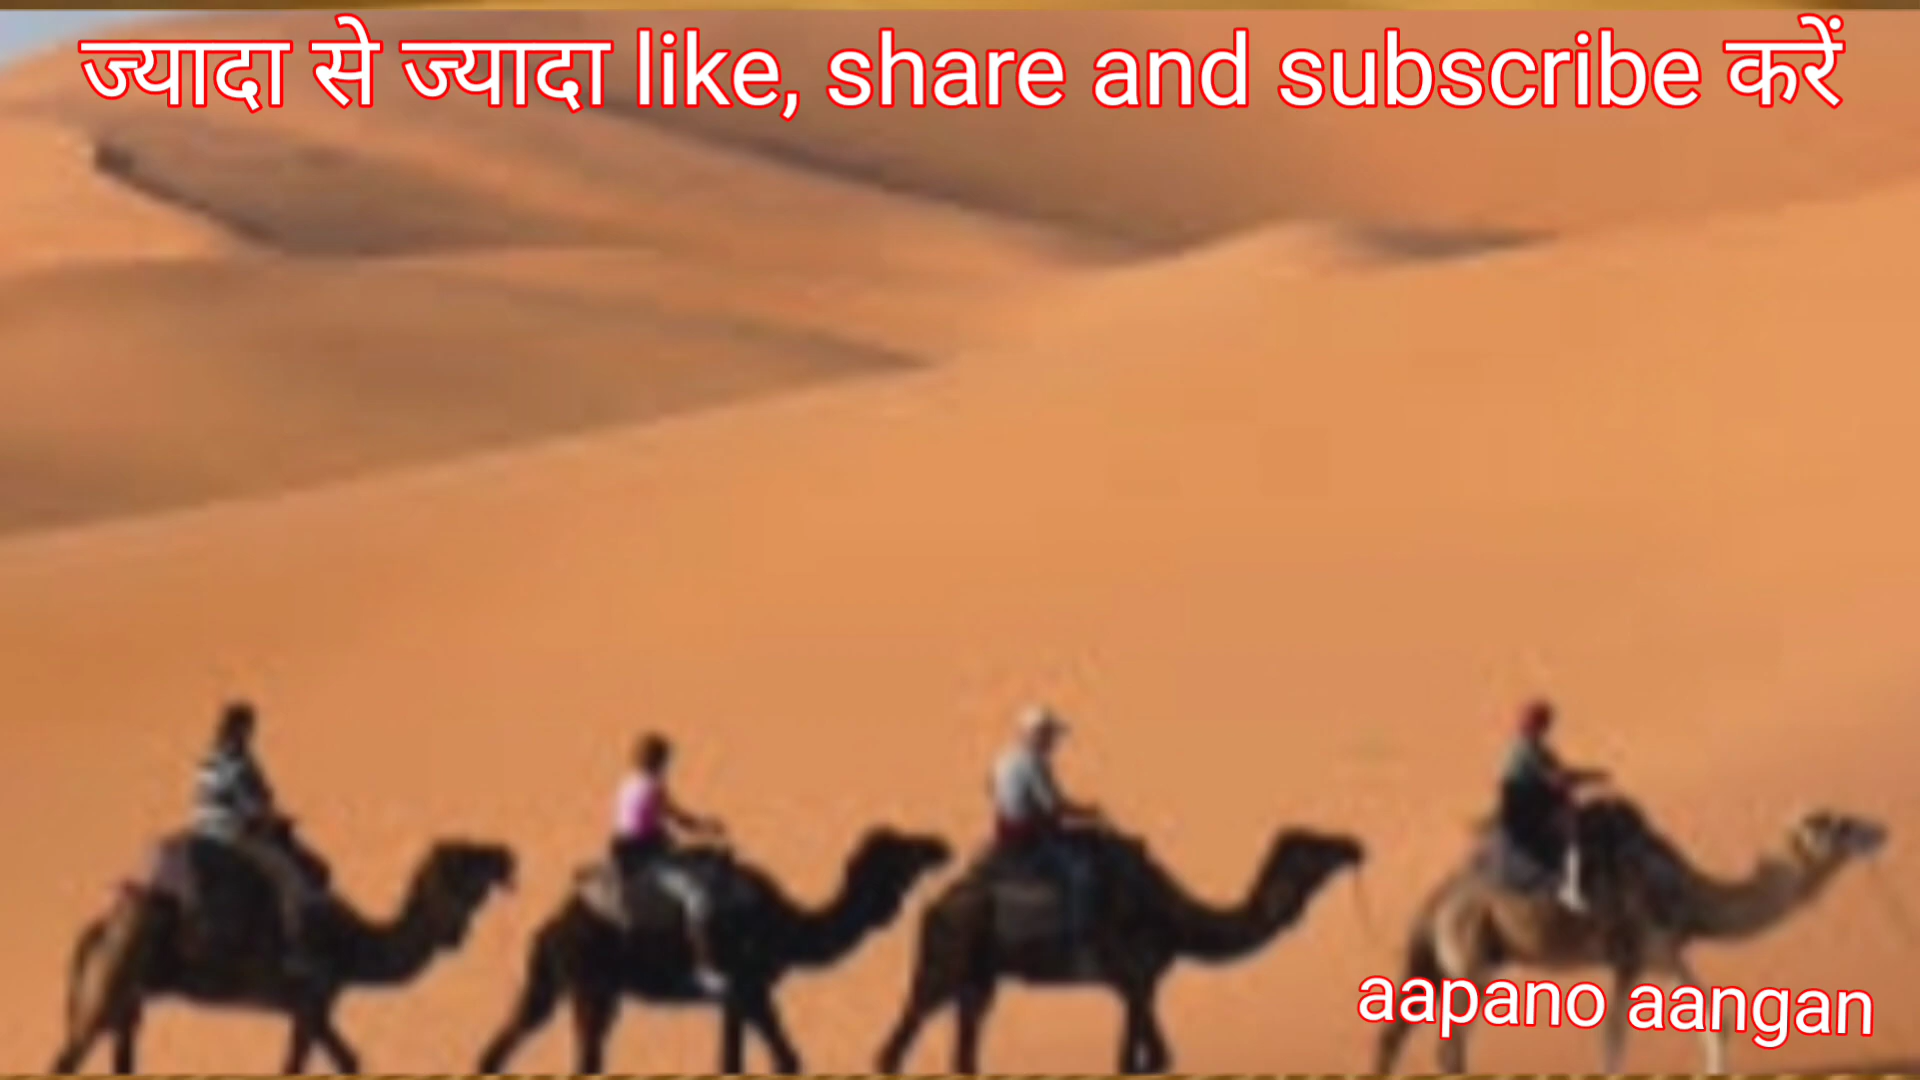 ज्यादा से ज्यादा like, share and subscribe करें
aapano aangan